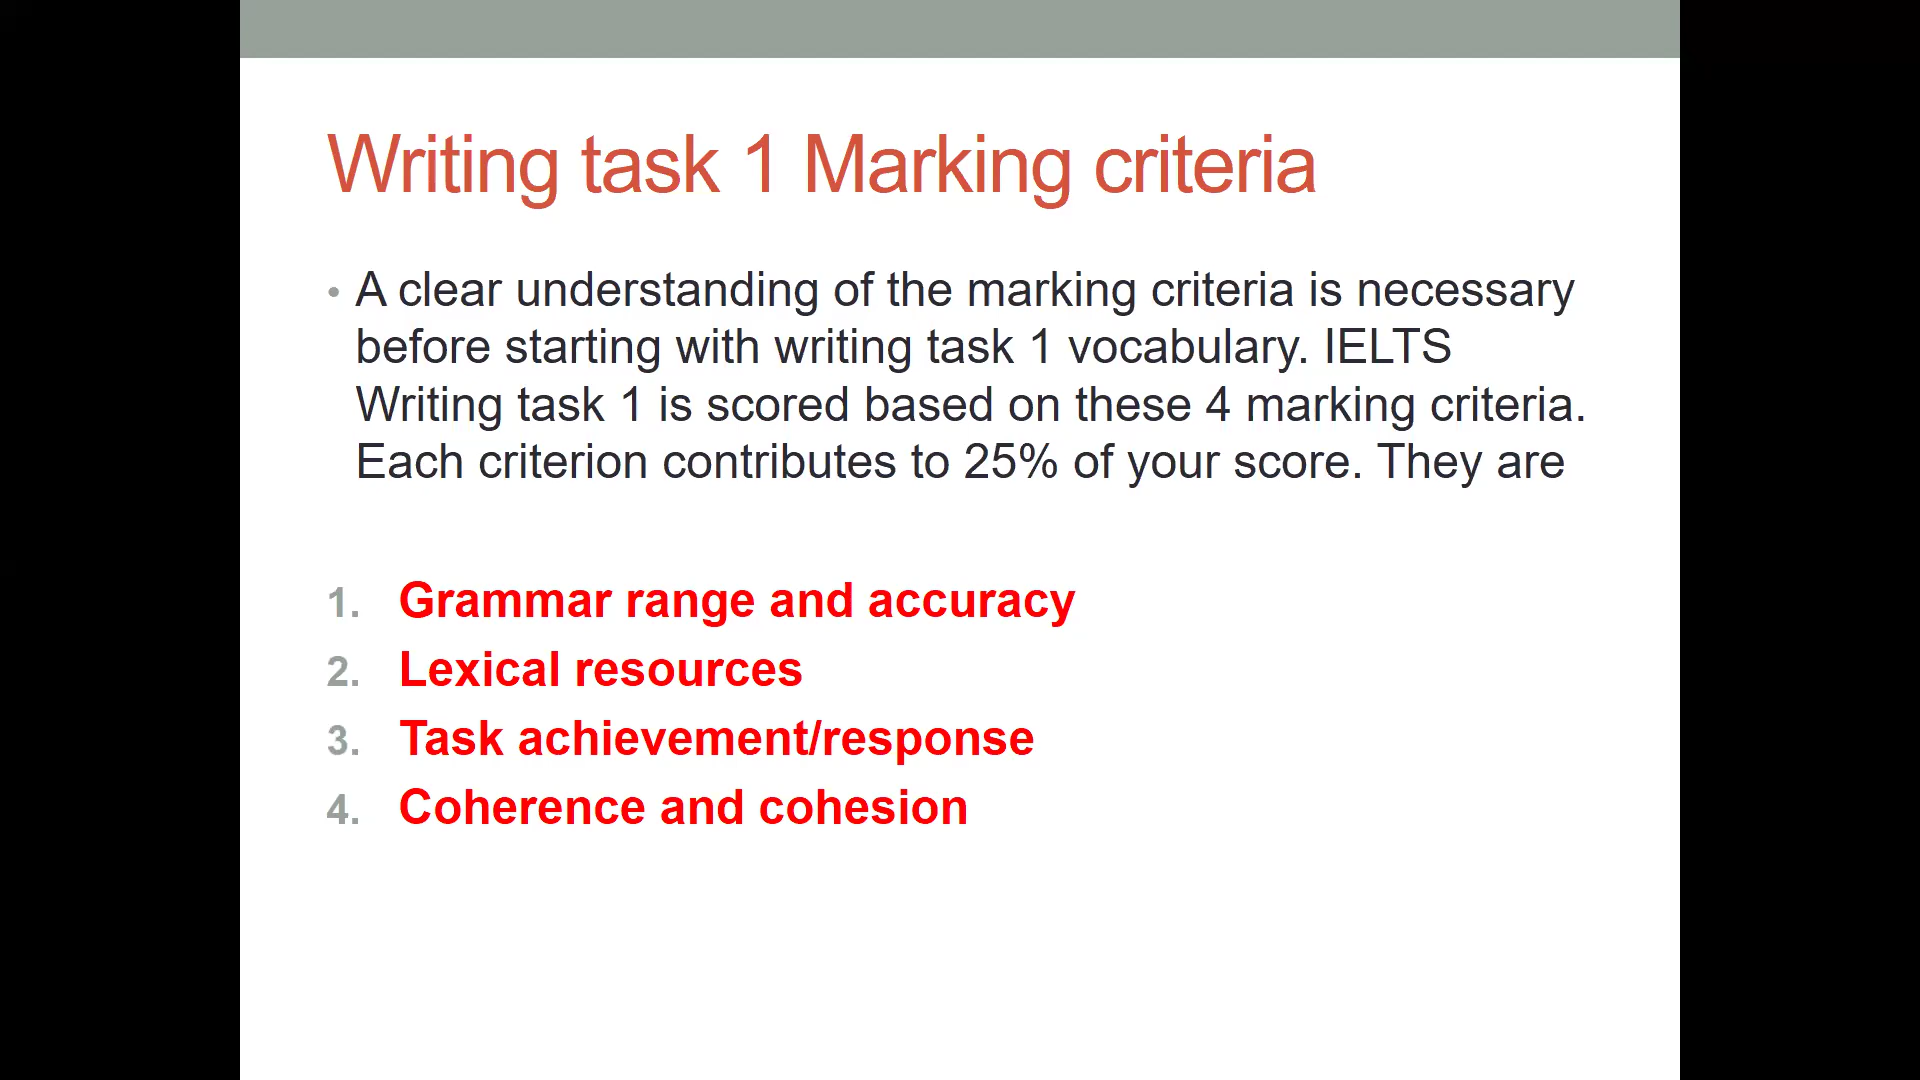 Writing task 1 Marking criteria
• A clear understanding of the marking criteria is necessary
before starting with writing task 1 vocabulary. IELTS
Writing task 1 is scored based on these 4 marking criteria.
Each criterion contributes to 25% of your score. They are
1. Grammar range and accuracy
2. Lexical resources
3. Task achievement/response
4. Coherence and cohesion